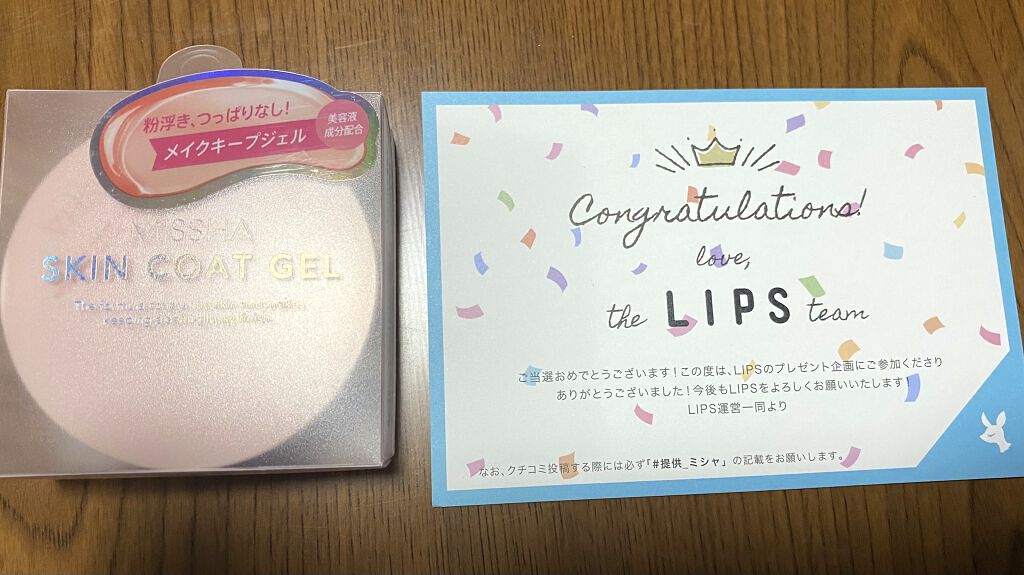 粉浮き、つっぱりなし!
メイクキープジェル
美容液
成分配合
MISSHA
SKIN COAT GEL
Congratulations!
love,
the LIPS team
ご当選おめでとうございます!この度は、LIPSのプレゼント企画にご参加くださり
ありがとうございました!今後もLIPSをよろしくお願いいたします!
LIPS運営一同より
なお、クチコミ投稿する際には必ず「#提供_ミシャ」の記載をお願いします。